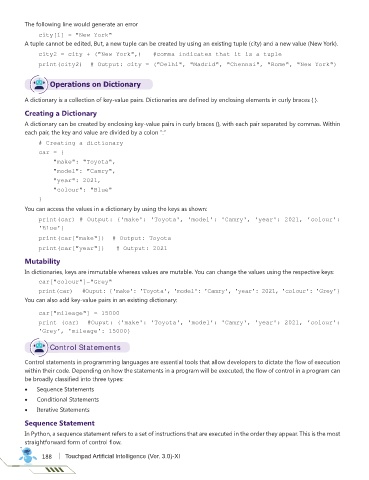 The following line would generate an error
city[1] = "New York"
A tuple cannot be edited, But, a new tuple can be created by using an existing tuple (city) and a new value (New York).
city2 = city + ("New York",)   #comma indicates that it is a tuple
print(city2)  # Output: city = ("Delhi", "Madrid", "Chennai", "Rome", "New York")
Operations on Dictionary
A dictionary is a collection of key-value pairs. Dictionaries are defined by enclosing elements in curly braces { }.
Creating a Dictionary
A dictionary can be created by enclosing key-value pairs in curly braces {}, with each pair separated by commas. Within
each pair, the key and value are divided by a colon ":"
# Creating a dictionary
car = {
"make": "Toyota",
"model": "Camry",
"year": 2021,
"colour": "Blue"
}
You can access the values in a dictionary by using the keys as shown:
print(car) # Output: {'make': 'Toyota', 'model': 'Camry', 'year': 2021, 'colour':
'Blue'}
print(car["make"])  # Output: Toyota
print(car["year"])   # Output: 2021
Mutability
In dictionaries, keys are immutable whereas values are mutable. You can change the values using the respective keys:
car["colour"]="Grey"
print(car)  #Ouput: {'make': 'Toyota', 'model': 'Camry', 'year': 2021, 'colour': 'Grey'}
You can also add key-value pairs in an existing dictionary:
car["mileage"] = 15000
print (car)  #Ouput: {'make': 'Toyota', 'model': 'Camry', 'year': 2021, 'colour':
'Grey', 'mileage': 15000}
Control Statements
Control statements in programming languages are essential tools that allow developers to dictate the flow of execution
within their code. Depending on how the statements in a program will be executed, the flow of control in a program can
be broadly classified into three types:
• Sequence Statements
• Conditional Statements
• Iterative Statements
Sequence Statement
In Python, a sequence statement refers to a set of instructions that are executed in the order they appear. This is the most
straightforward form of control flow.
188 | Touchpad Artificial Intelligence (Ver. 3.0)-XI